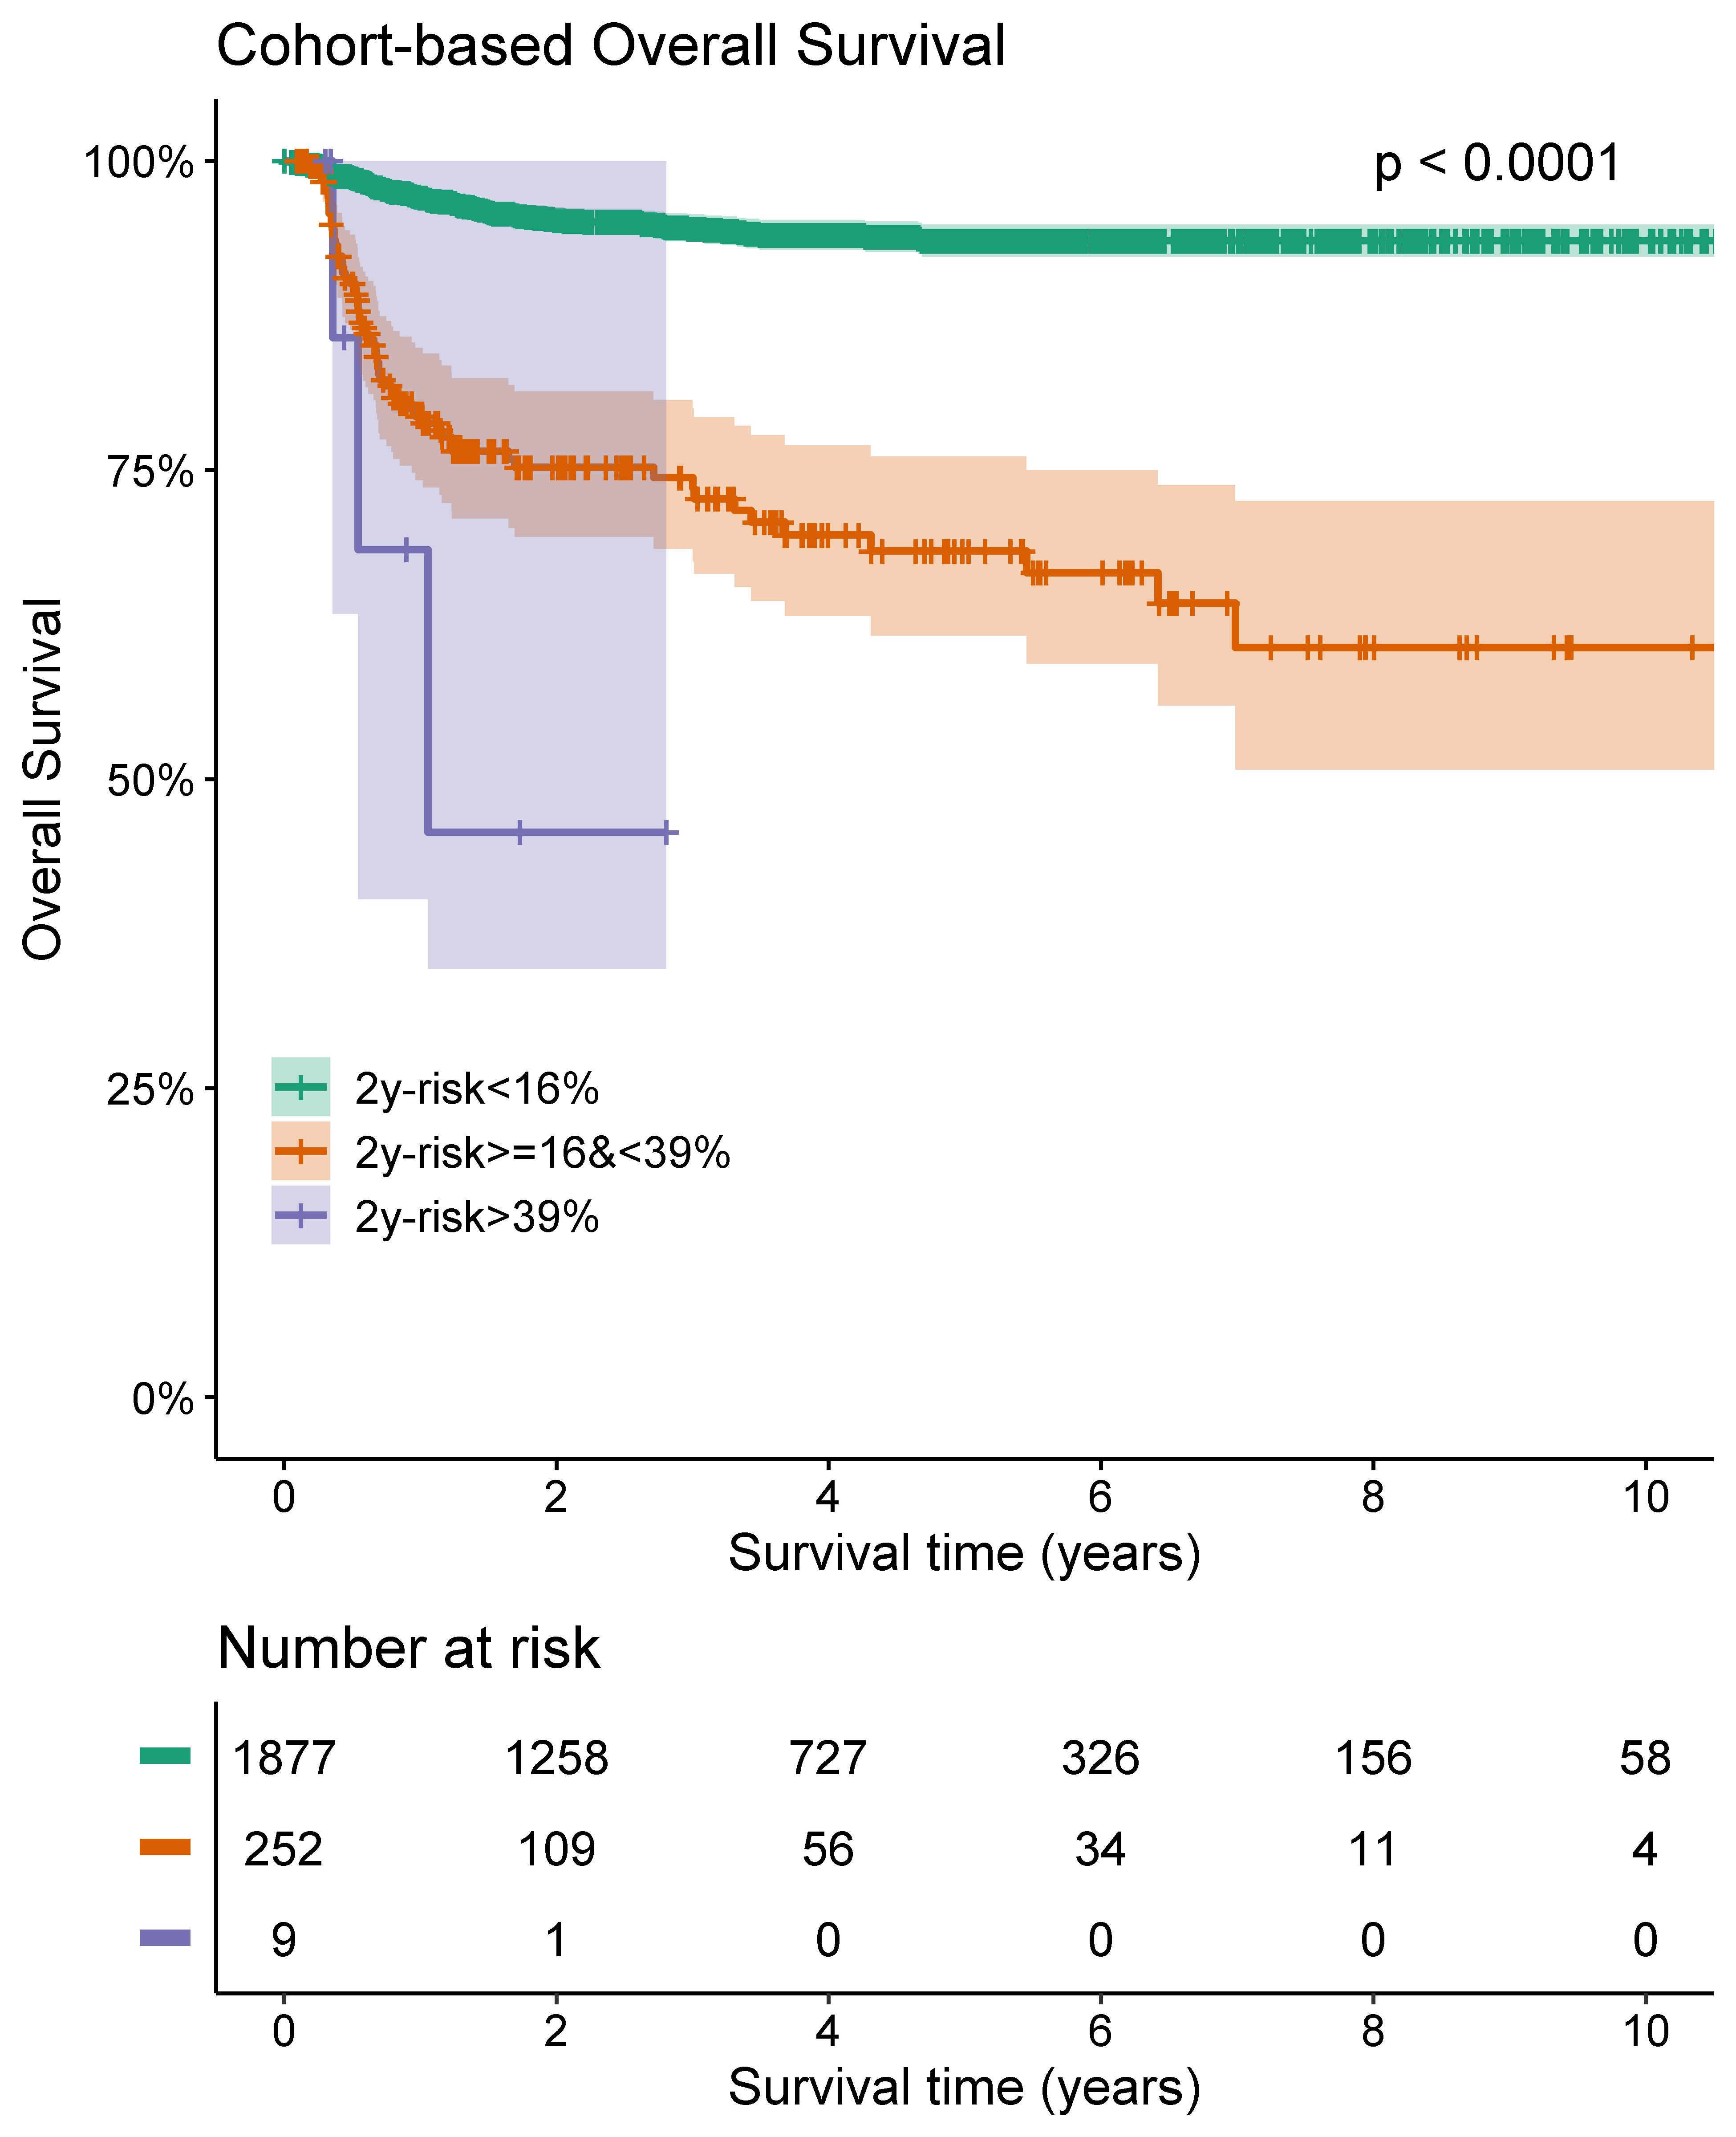 Cohort-based Overall Survival
100%
p < 0.0001
75%
50%
25%
0%
Overall Survival
2y-risk<16%
2y-risk>=16&<39%
2y-risk>39%
0 2 4 6 8 10
Survival time (years)
Number at risk
1877 1258 727 326 156 58
252 109 56 34 11 4
9 1 0 0 0 0
0 2 4 6 8 10
Survival time (years)